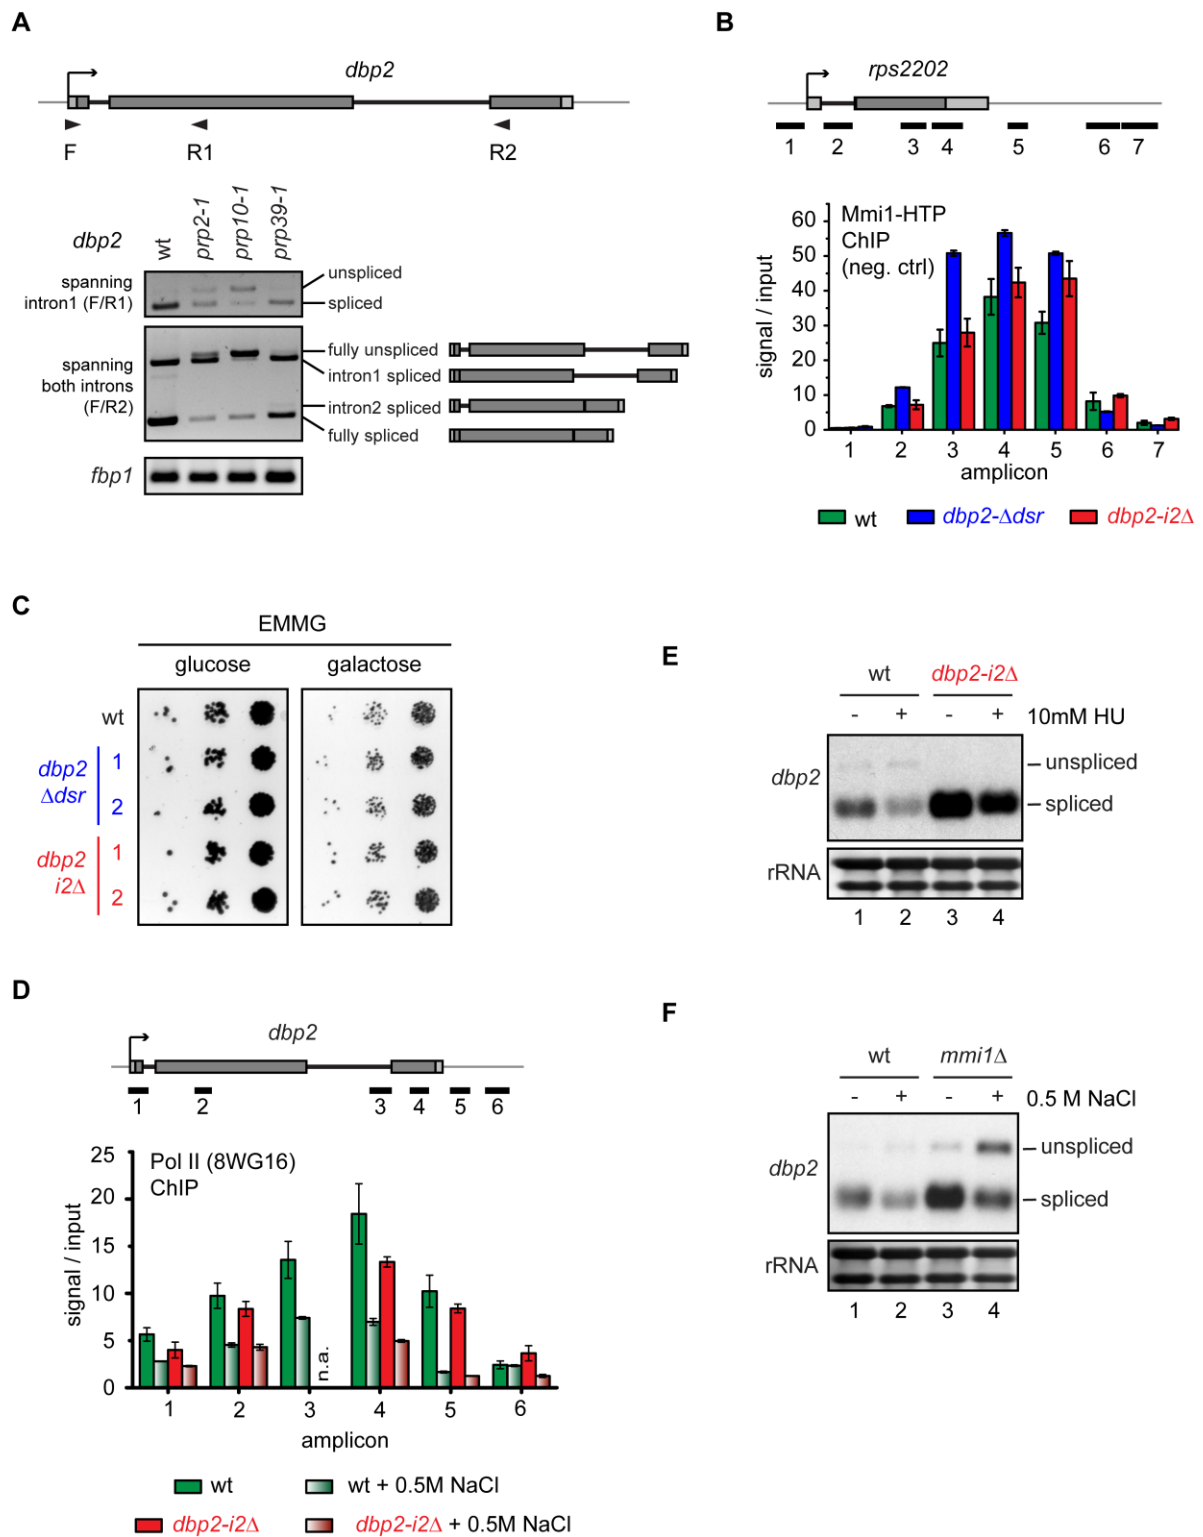 A
dbp2
F
R1
R2
dbp2
wt
prp2-1
prp10-1
prp39-1
spanning
intron1 (F/R1)
unspliced
spliced
spanning
both introns
(F/R2)
fully unspliced
intron1 spliced
intron2 spliced
fully spliced
fbp1
B
rps2202
1 2 3 4 5 6 7
Mmi1-HTP
ChIP
(neg. ctrl)
signal / input
60
50
40
30
20
10
0
1 2 3 4 5 6 7
amplicon
wt dbp2-Δdsr dbp2-i2Δ
C
EMMG
glucose galactose
wt
dbp2
Δdsr
1
2
dbp2
i2Δ
1
2
D
dbp2
1 2 3 4 5 6
Pol II (8WG16)
ChIP
signal / input
25
20
15
10
5
0
n.a.
1 2 3 4 5 6
amplicon
wt wt + 0.5M NaCl
dbp2-i2Δ dbp2-i2Δ + 0.5M NaCl
E
wt dbp2-i2Δ
- + - + 10mM HU
dbp2
unspliced
spliced
rRNA
1 2 3 4
F
wt mmi1Δ
- + - + 0.5 M NaCl
dbp2
unspliced
spliced
rRNA
1 2 3 4